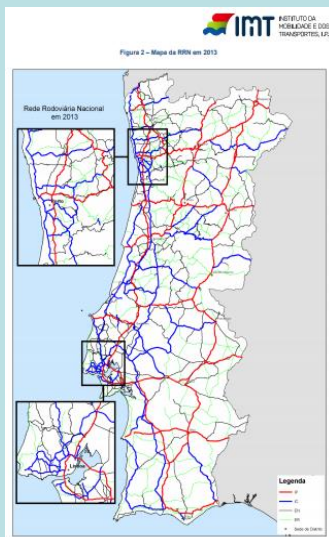 IMT
INSTITUTO DA
MOBILIDADE E DOS
TRANSPORTES, I.P.
Figura 2 – Mapa da RRN em 2013
Rede Rodoviária Nacional
em 2013
Porto
Lisboa
Legenda
IP
IC
EN
ER
Sede de Distrito